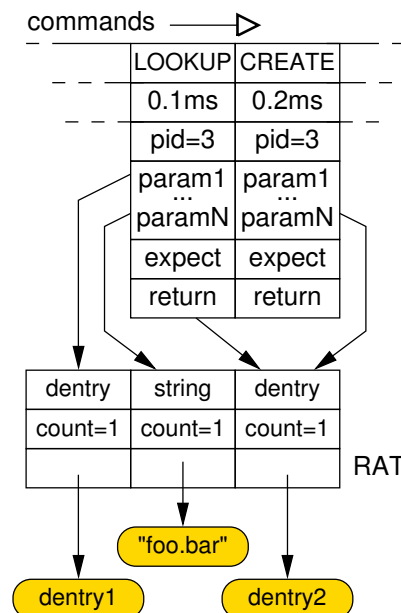 commands
LOOKUP CREATE
0.1ms 0.2ms
pid=3 pid=3
param1 param1
... ...
paramN paramN
expect expect
return return
dentry string dentry
count=1 count=1 count=1
RAT
"foo.bar"
dentry1 dentry2